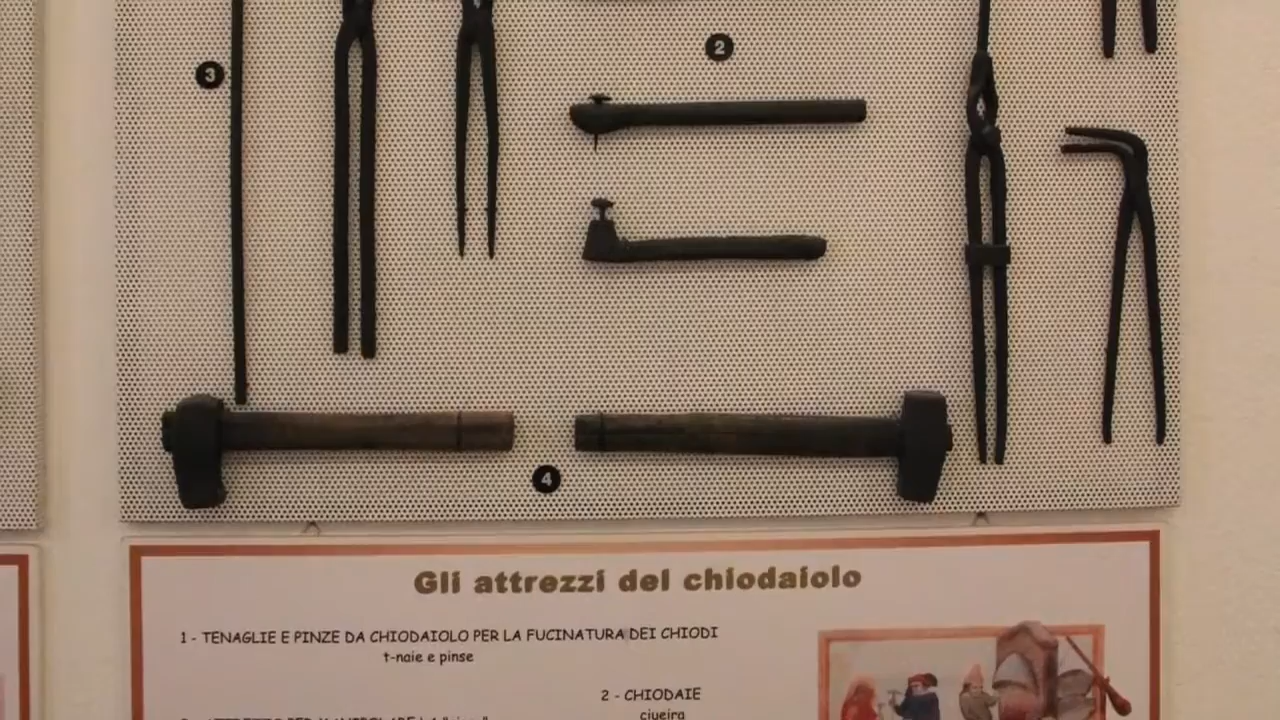 2
3
4
Gli attrezzi del chiodaiolo
1 - TENAGLIE E PINZE DA CHIODAIOLO PER LA FUCINATURA DEI CHIODI
t-naie e pinse
2 - CHIODAIE
ciueira